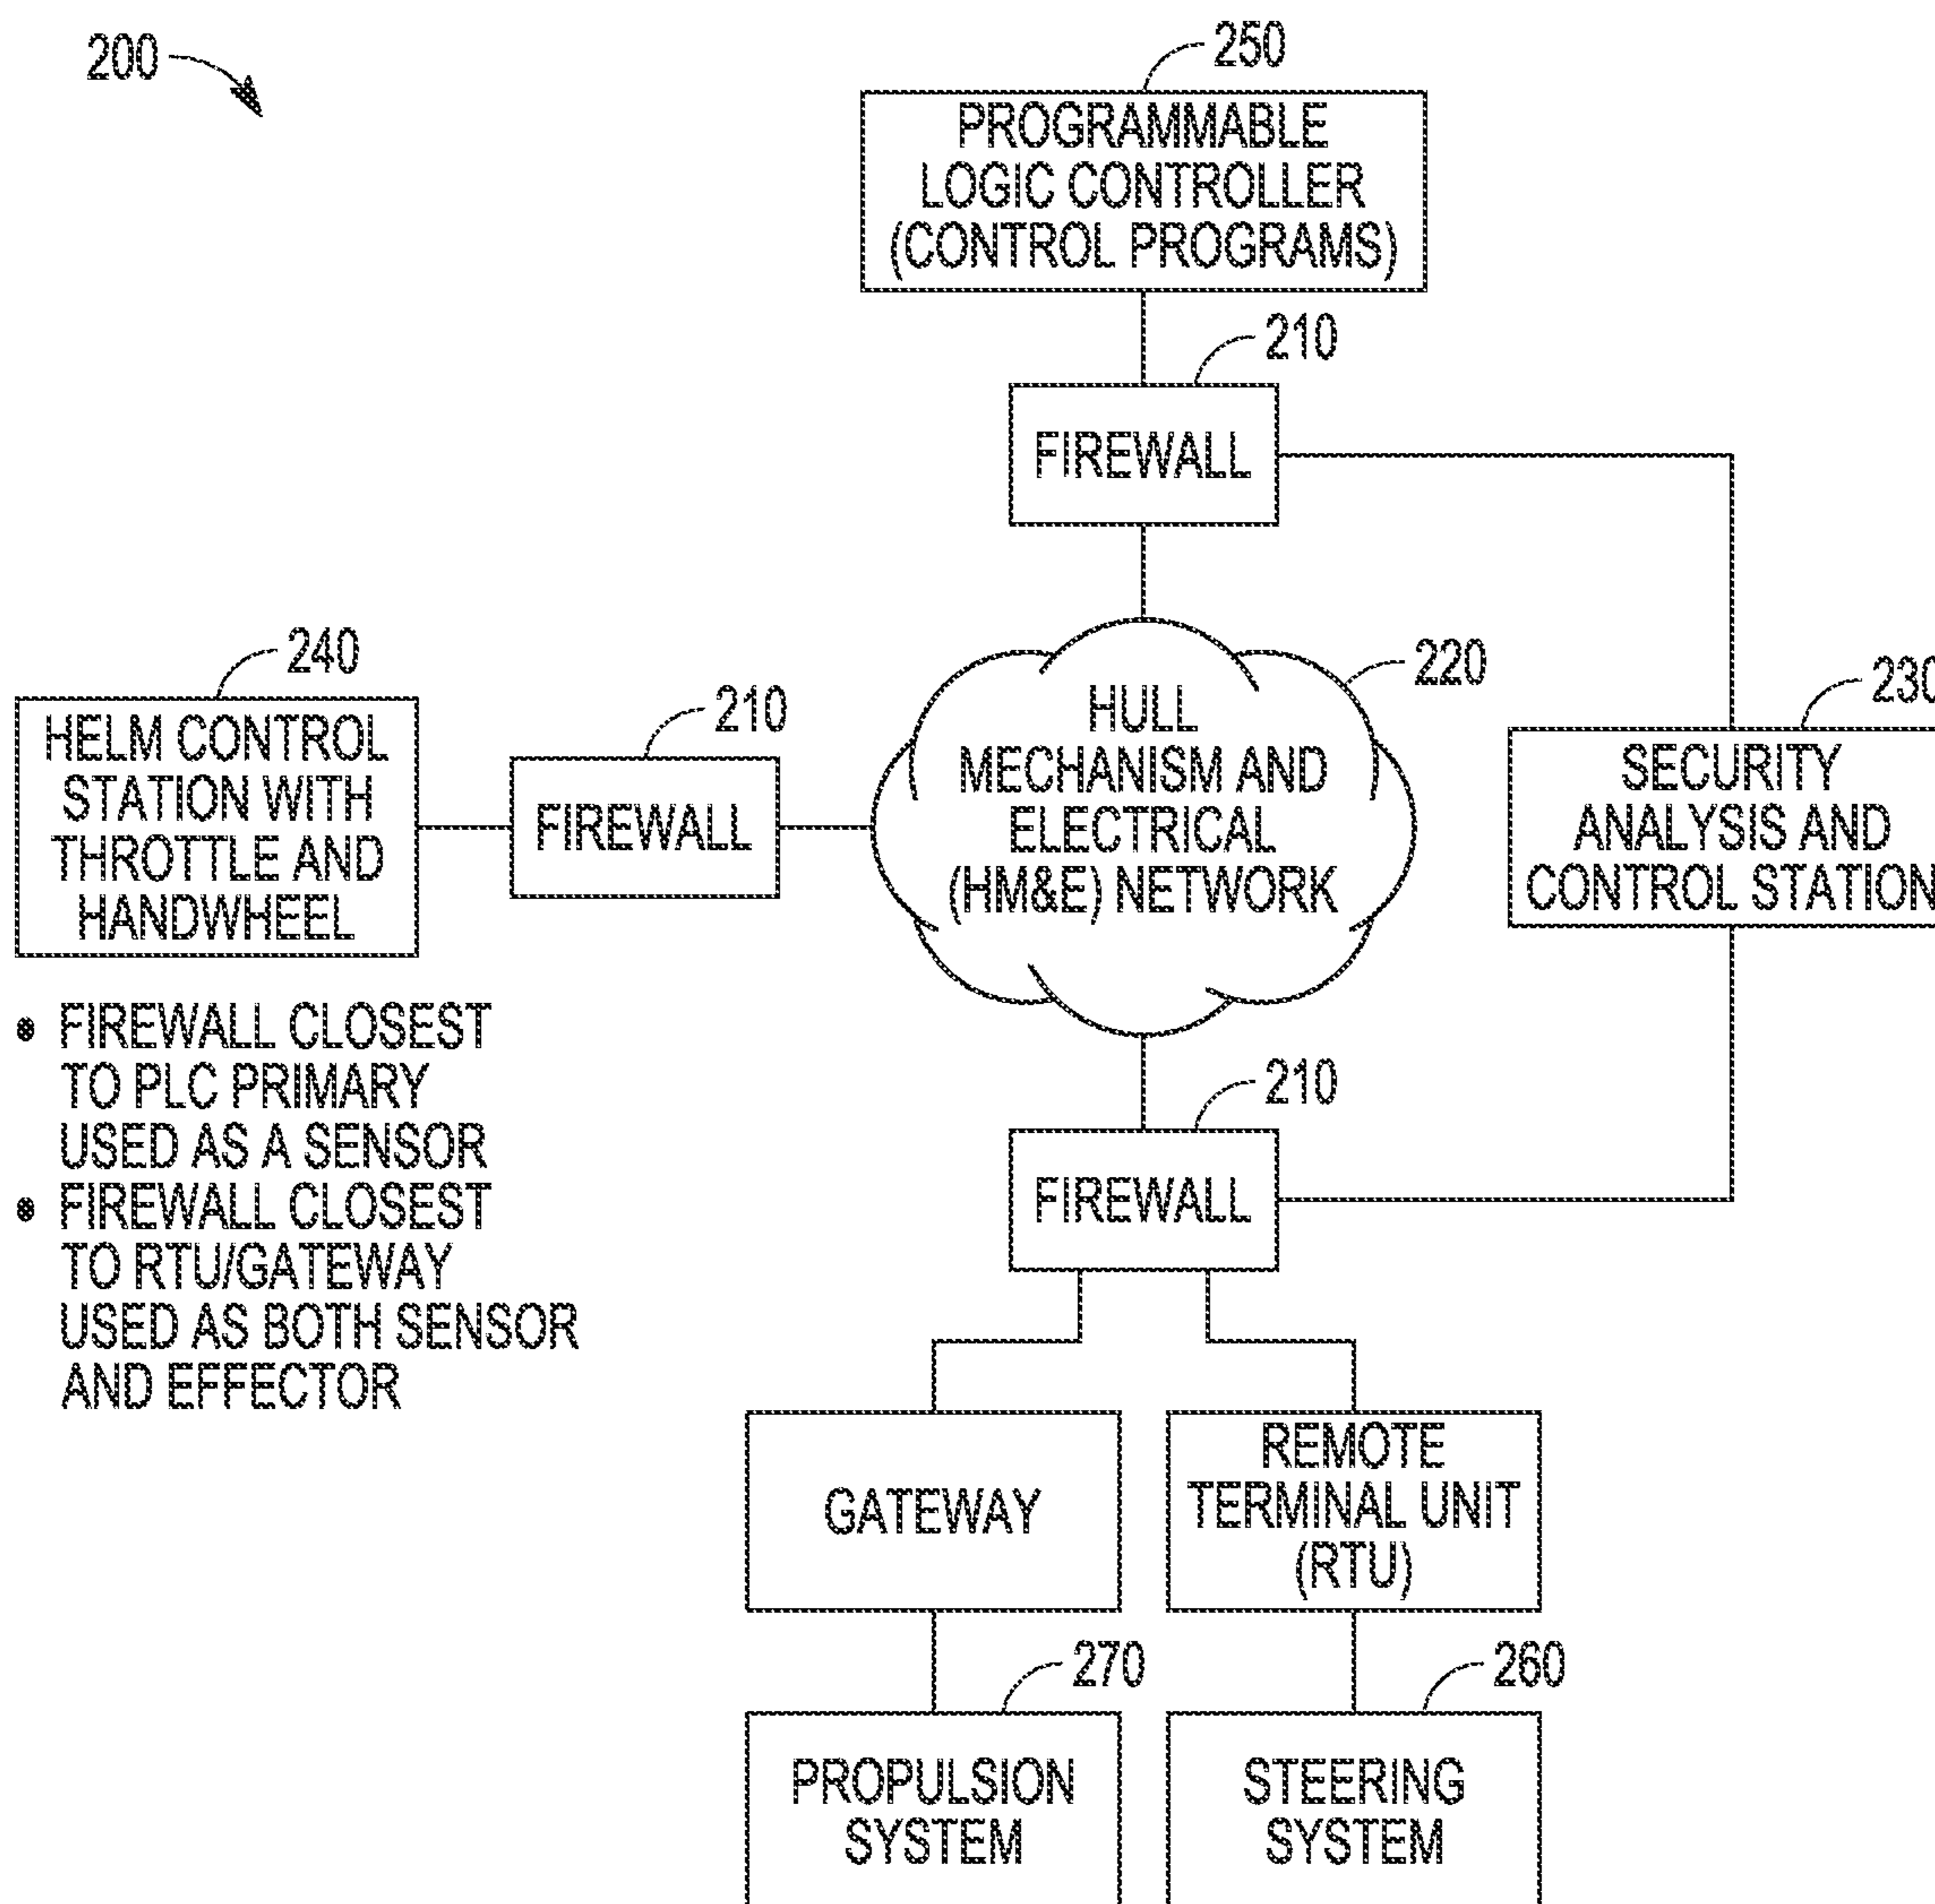 200
250
PROGRAMMABLE
LOGIC CONTROLLER
(CONTROL PROGRAMS)
210
FIREWALL
240
HELM CONTROL
STATION WITH
THROTTLE AND
HANDWHEEL
210
FIREWALL
220
HULL
MECHANISM AND
ELECTRICAL
(HM&E) NETWORK
230
SECURITY
ANALYSIS AND
CONTROL STATION
• FIREWALL CLOSEST
TO PLC PRIMARY
USED AS A SENSOR
• FIREWALL CLOSEST
TO RTU/GATEWAY
USED AS BOTH SENSOR
AND EFFECTOR
210
FIREWALL
GATEWAY
REMOTE
TERMINAL UNIT
(RTU)
270
PROPULSION
SYSTEM
260
STEERING
SYSTEM